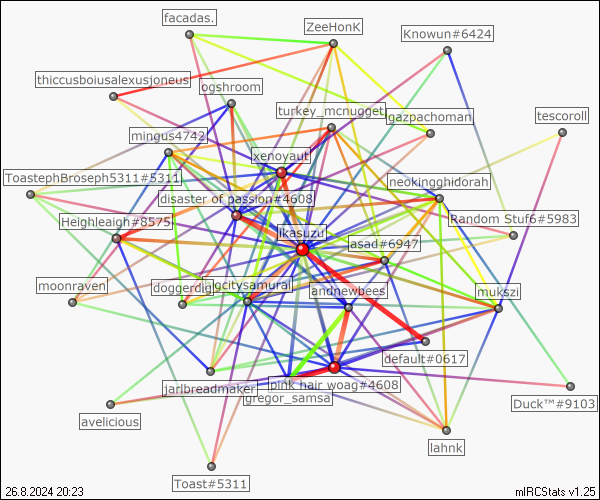 facadas.
ZeeHonK
Knowun#6424
thiccusboiusalexusjoneus
ogshroom
turkey_mcnugget
gazpachoman
tescoroll
mingus4742
xenoyaut
ToastephBroseph5311#5311
neokingghidorah
disaster of passion#4608
Random Stuf6#5983
Heighleaigh#8575
jikasuzu
asad#6947
moonraven
doggerdig
bigcitysamurai
andnewbees
mukszi
default#0617
jarlbreadmaker
pink hair woag#4608
gregor_samsa
Duck™#9103
avelicious
lahnk
Toast#5311
26.8.2024 20:23
mIRCStats v1.25